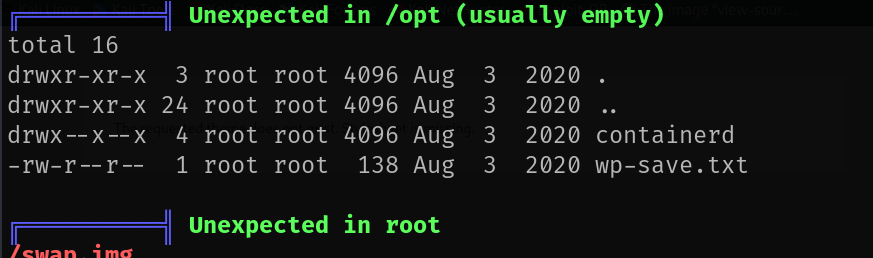 Unexpected in /opt (usually empty)
total 16
drwxr-xr-x  3 root root 4096 Aug  3  2020 .
drwxr-xr-x 24 root root 4096 Aug  3  2020 ..
drwx--x--x  4 root root 4096 Aug  3  2020 containerd
-rw-r--r--  1 root root  138 Aug  3  2020 wp-save.txt
Unexpected in root
/swap.img